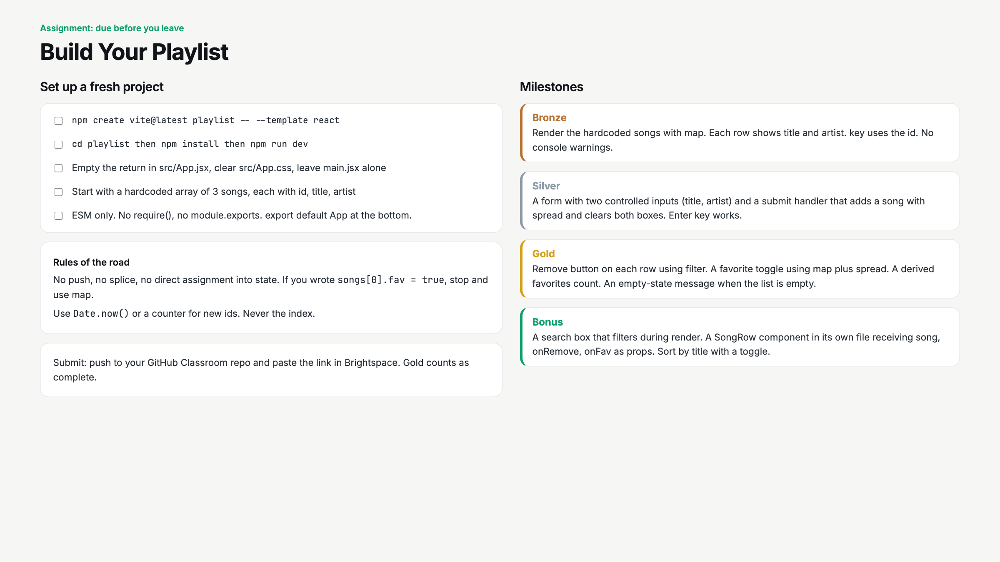 Assignment: due before you leave
Build Your Playlist
Set up a fresh project
npm create vite@latest playlist -- --template react
cd playlist then npm install then npm run dev
Empty the return in src/App.jsx, clear src/App.css, leave main.jsx alone
Start with a hardcoded array of 3 songs, each with id, title, artist
ESM only. No require(), no module.exports. export default App at the bottom.
Rules of the road
No push, no splice, no direct assignment into state. If you wrote songs[0].fav = true, stop and
use map.
Use Date.now() or a counter for new ids. Never the index.
Submit: push to your GitHub Classroom repo and paste the link in Brightspace. Gold counts as
complete.
Milestones
Bronze
Render the hardcoded songs with map. Each row shows title and artist. key uses the id. No
console warnings.
Silver
A form with two controlled inputs (title, artist) and a submit handler that adds a song with
spread and clears both boxes. Enter key works.
Gold
Remove button on each row using filter. A favorite toggle using map plus spread. A derived
favorites count. An empty-state message when the list is empty.
Bonus
A search box that filters during render. A SongRow component in its own file receiving song,
onRemove, onFav as props. Sort by title with a toggle.